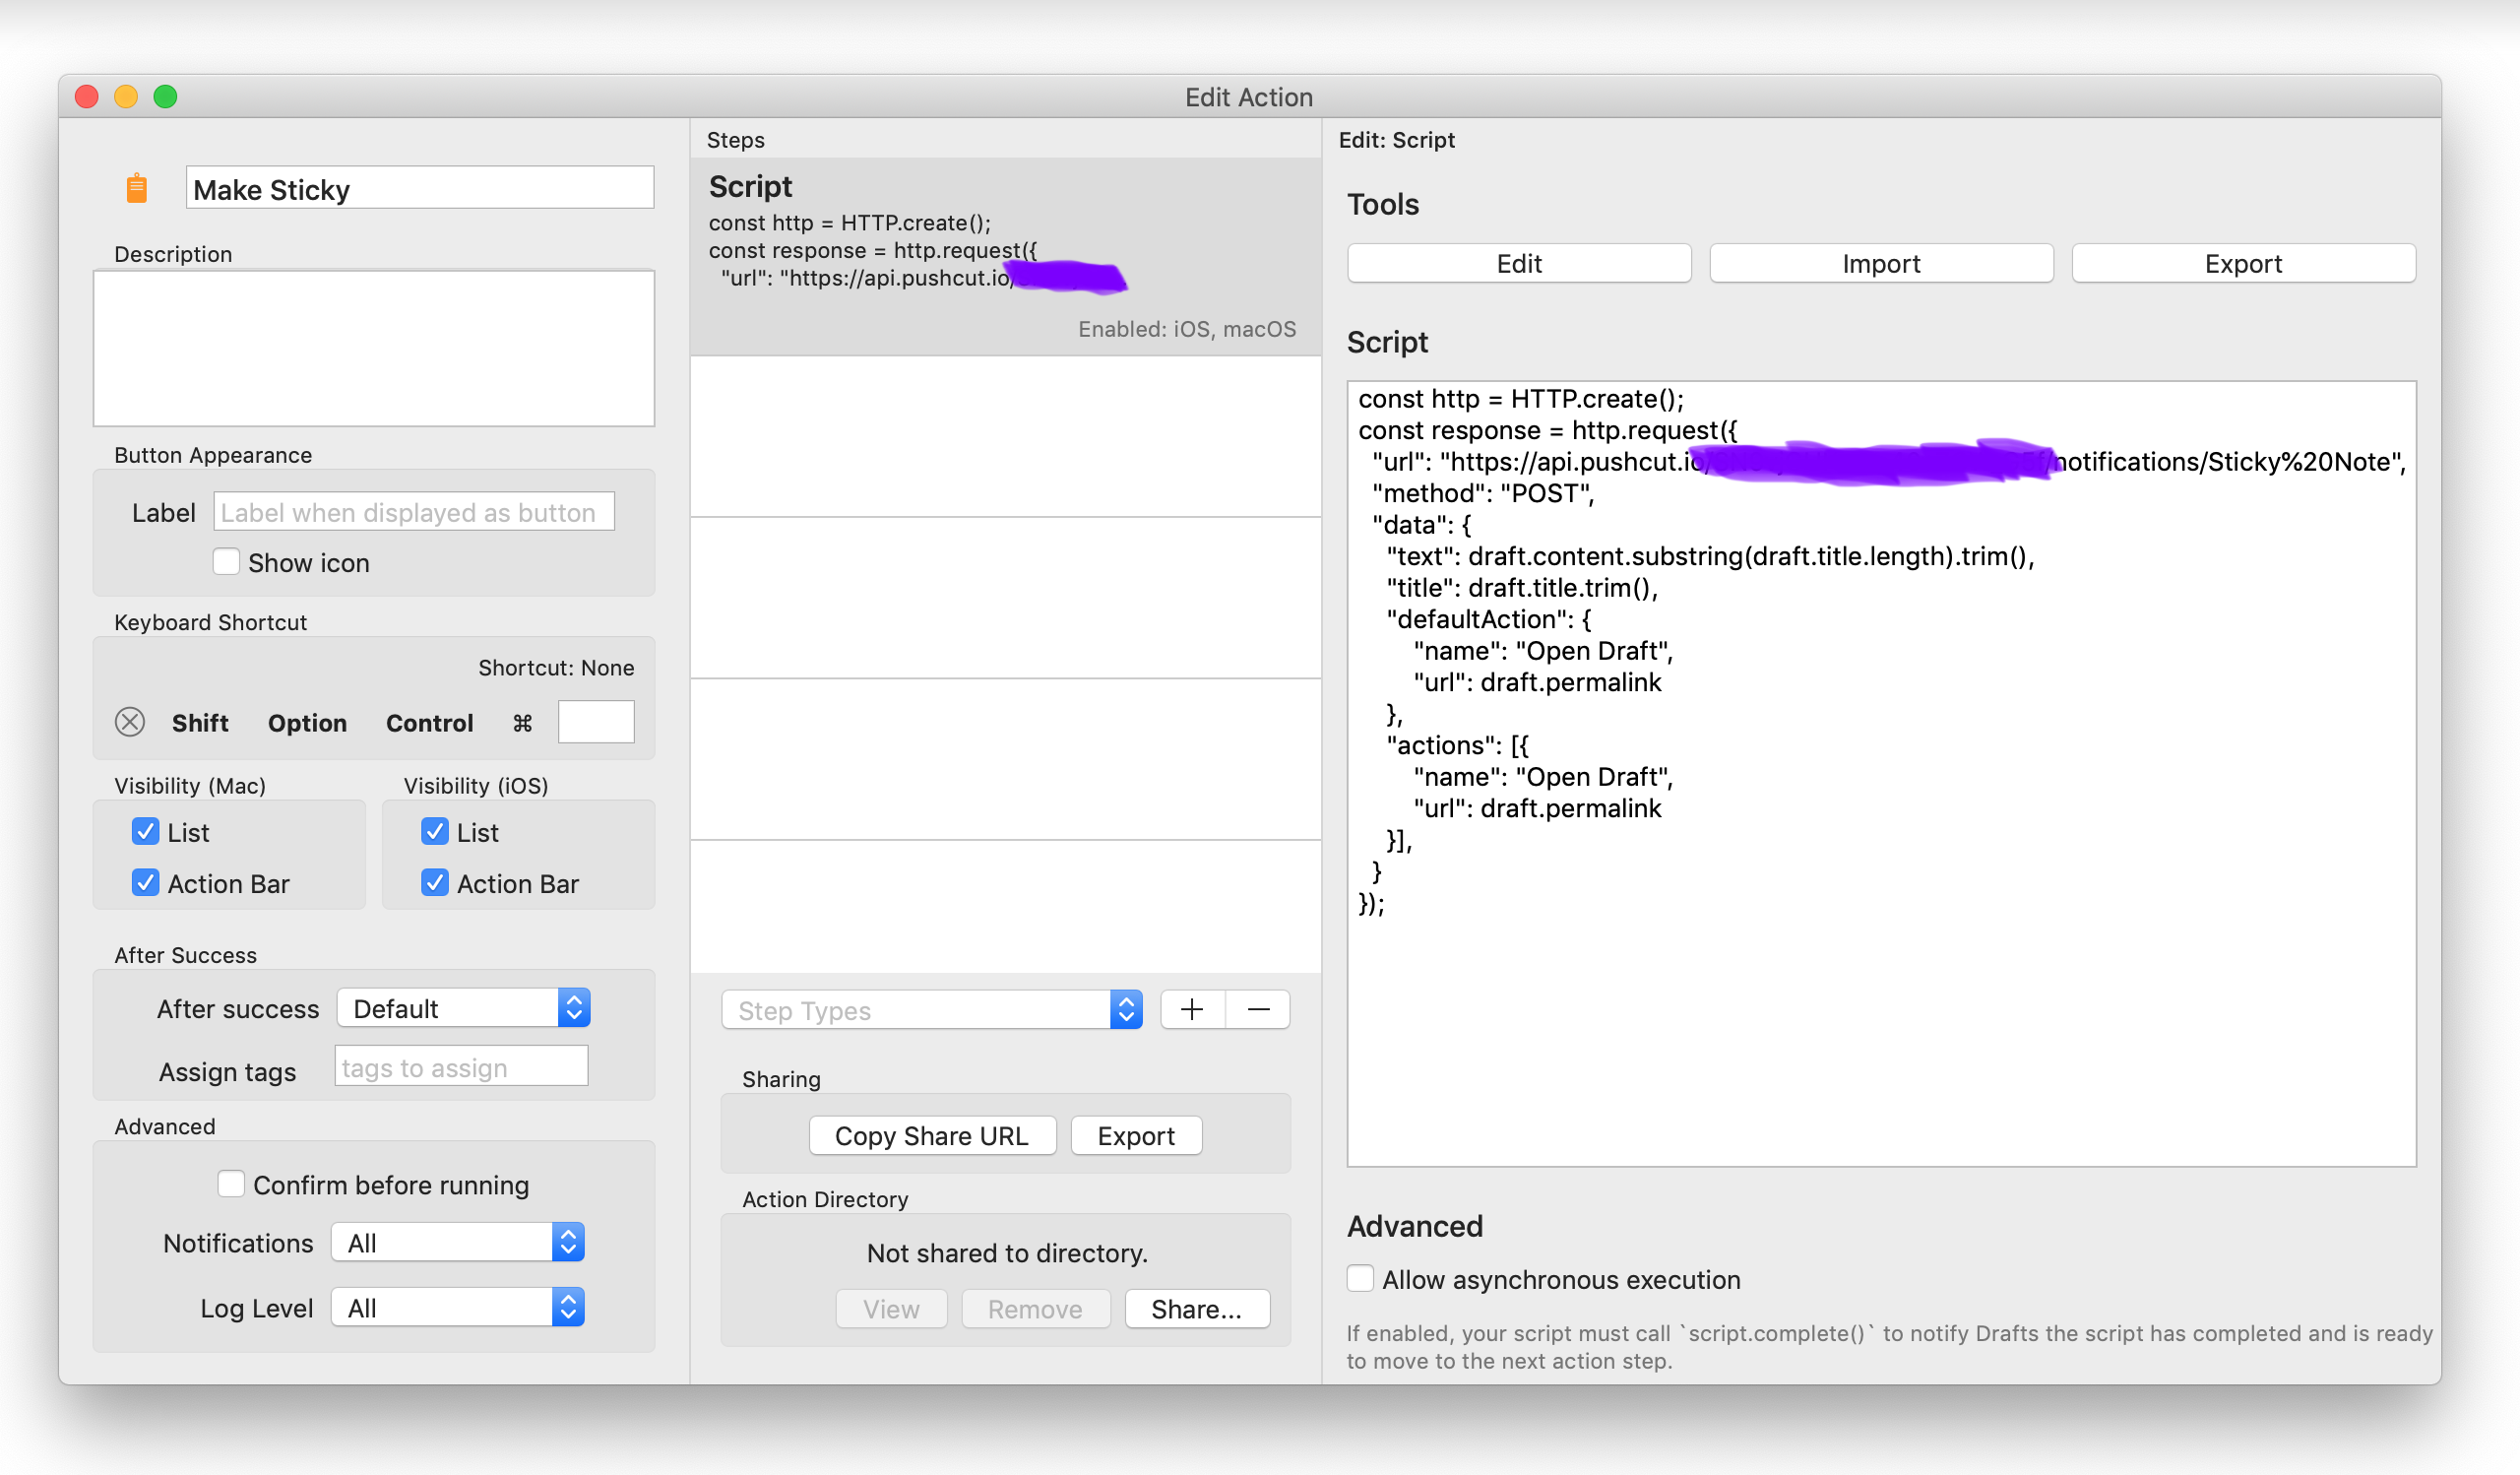 Edit Action
Make Sticky
Description
Button Appearance
Label
Label when displayed as button
Show icon
Keyboard Shortcut
Shortcut: None
Shift Option Control ⌘
Visibility (Mac)
List
Action Bar
Visibility (iOS)
List
Action Bar
After Success
After success
Default
Assign tags
tags to assign
Advanced
Confirm before running
Notifications
All
Log Level
All
Steps
Script
const http = HTTP.create();
const response = http.request({
"url": "https://api.pushcut.io/
Enabled: iOS, macOS
Step Types
+ −
Sharing
Copy Share URL
Export
Action Directory
Not shared to directory.
View
Remove
Share...
Edit: Script
Tools
Edit
Import
Export
Script
const http = HTTP.create();
const response = http.request({
"url": "https://api.pushcut.io/ /notifications/Sticky%20Note",
"method": "POST",
"data": {
"text": draft.content.substring(draft.title.length).trim(),
"title": draft.title.trim(),
"defaultAction": {
"name": "Open Draft",
"url": draft.permalink
},
"actions": [{
"name": "Open Draft",
"url": draft.permalink
}],
}
});
Advanced
Allow asynchronous execution
If enabled, your script must call `script.complete()` to notify Drafts the script has completed and is ready
to move to the next action step.